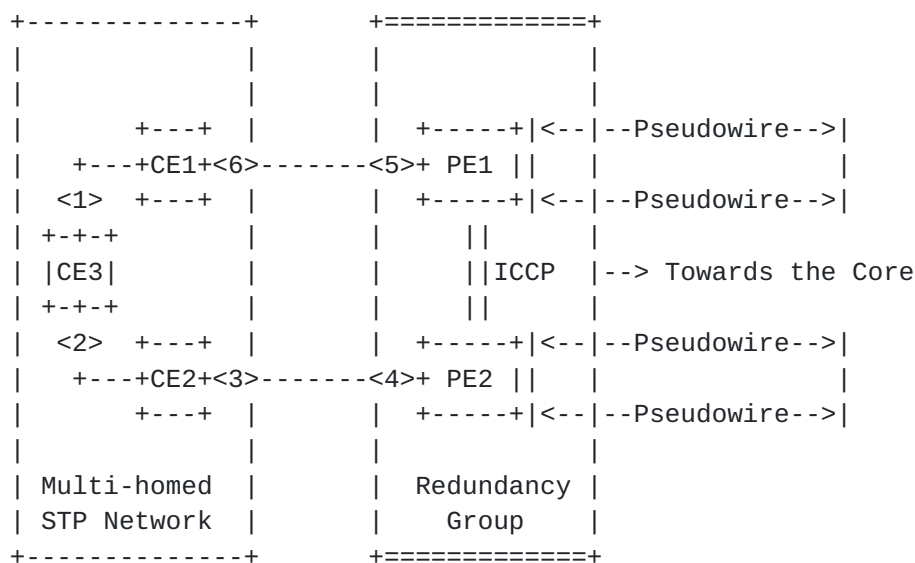 +--------------+       +=============+
|              |       |             |
|              |       |             |
|       +---+  |       |  +-----+|<--|--Pseudowire-->|
|   +---+CE1+<6>-------<5>+ PE1 ||   |               |
|  <1>  +---+  |       |  +-----+|<--|--Pseudowire-->|
| +-+-+        |       |     ||      |
| |CE3|        |       |     ||ICCP  |--> Towards the Core
| +-+-+        |       |     ||      |
|  <2>  +---+  |       |  +-----+|<--|--Pseudowire-->|
|   +---+CE2+<3>-------<4>+ PE2 ||   |               |
|       +---+  |       |  +-----+|<--|--Pseudowire-->|
|              |       |             |
| Multi-homed  |       |  Redundancy |
| STP Network  |       |    Group    |
+--------------+       +=============+